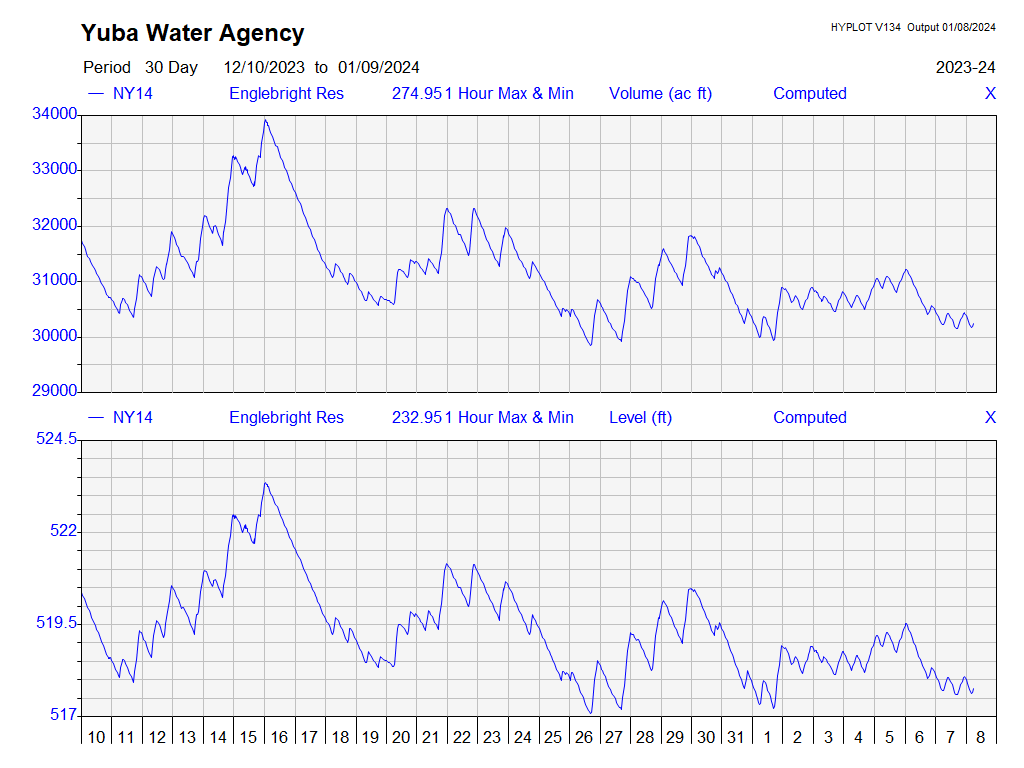 Yuba Water Agency
HYPLOT V134 Output 01/08/2024
Period 30 Day 12/10/2023 to 01/09/2024
2023-24
NY14 Englebright Res 274.951 Hour Max & Min Volume (ac ft) Computed X
34000
33000
32000
31000
30000
29000
NY14 Englebright Res 232.951 Hour Max & Min Level (ft) Computed X
524.5
522
519.5
517
10 11 12 13 14 15 16 17 18 19 20 21 22 23 24 25 26 27 28 29 30 31 1 2 3 4 5 6 7 8